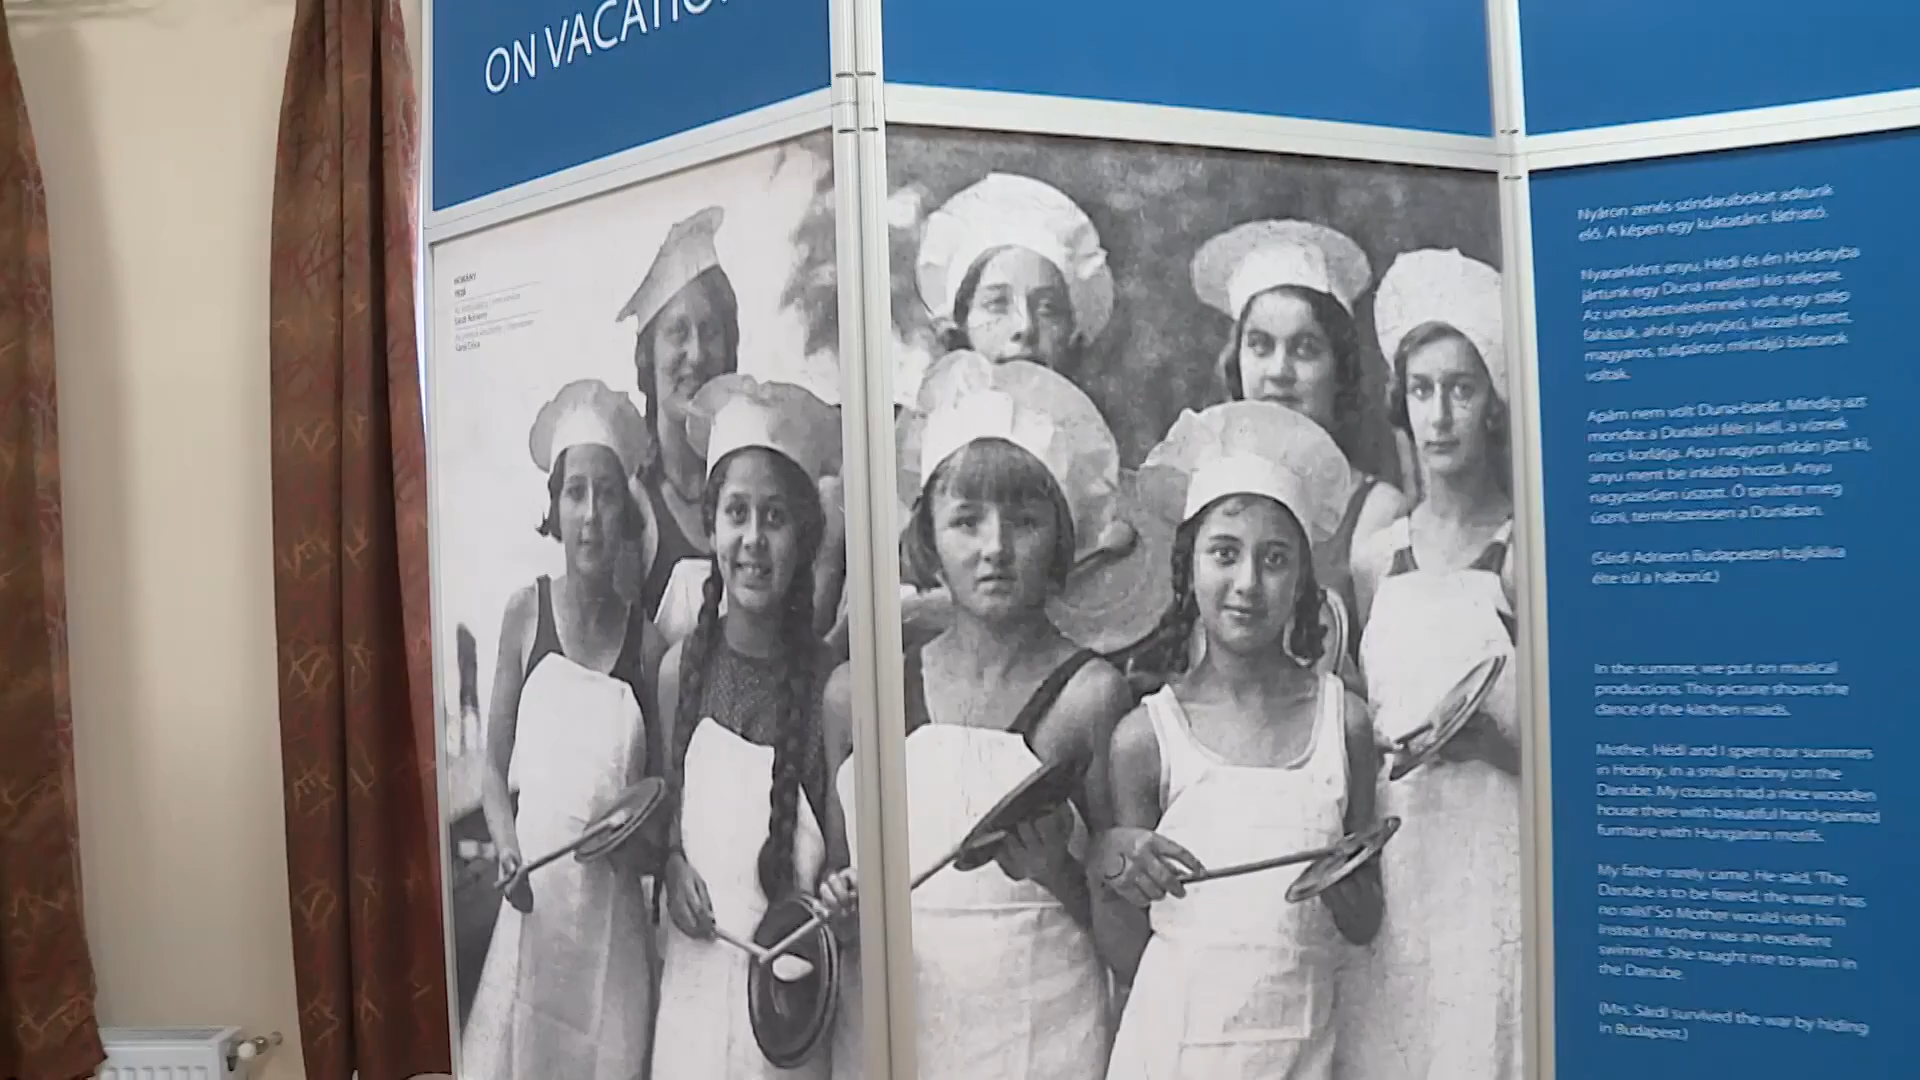 ON VACATIO
HORÁNY
Sárdi Adrienn
Nyáron zenés színdarabokat adtunk
elő. A képen egy kuktatánc látható.
Nyaranként anyu, Hédi és én Horányba
jártunk egy Duna melletti kis telepre.
Az unokatestvéreimnek volt egy szép
faházuk, ahol gyönyörű, kézzel festett,
magyaros, tulipános mintájú bútorok
voltak.
Apám nem volt Duna-barát. Mindig azt
mondta: a Dunától félni kell, a víznek
nincs korlátja. Apu nagyon ritkán jött ki,
anyu ment be inkább hozzá. Anyu
nagyszerűen úszott. Ő tanított meg
úszni, természetesen a Dunában.
(Sárdi Adrienn Budapesten bujkálva
élte túl a háborút.)
In the summer, we put on musical
productions. This picture shows the
dance of the kitchen maids.
Mother, Hédi and I spent our summers
in Horány, in a small colony on the
Danube. My cousins had a nice wooden
house there with beautiful hand-painted
furniture with Hungarian motifs.
My father rarely came. He said, 'The
Danube is to be feared, the water has
no rails!' So Mother would visit him
instead. Mother was an excellent
swimmer. She taught me to swim in
the Danube.
(Mrs. Sárdi survived the war by hiding
in Budapest.)